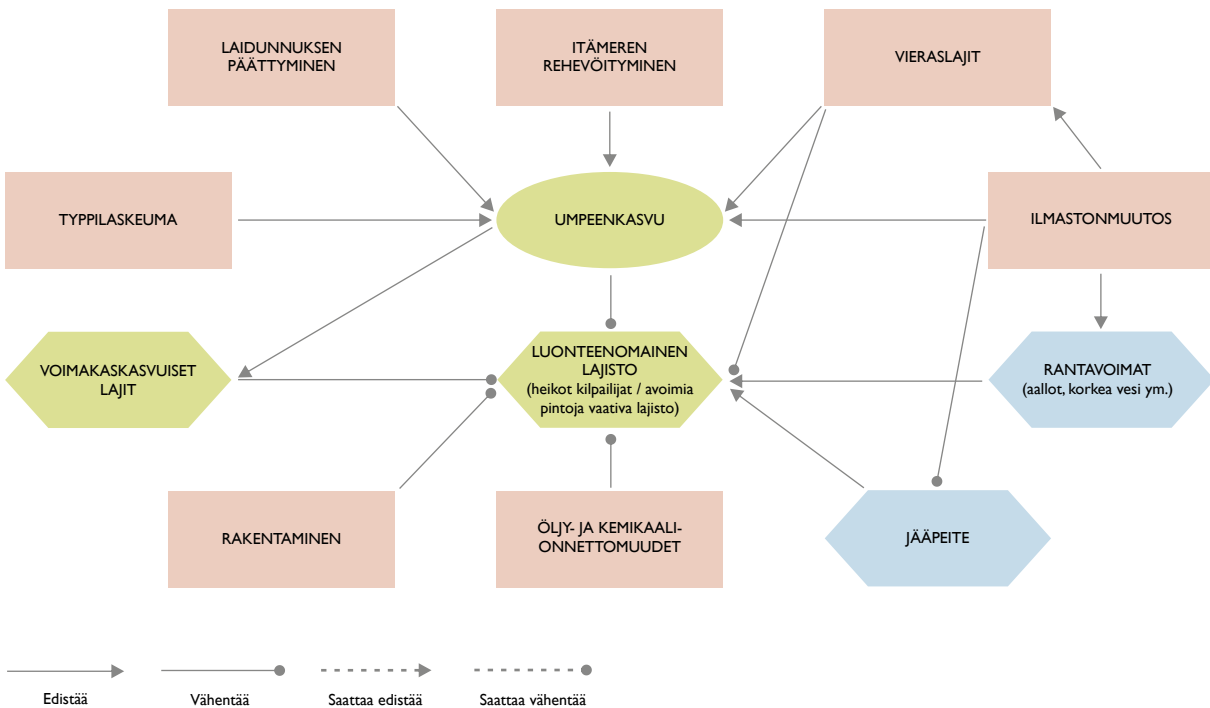 LAIDUNNUKSEN
PÄÄTTYMINEN
ITÄMEREN
REHEVÖITYMINEN
VIERASLAJIT
TYPPILASKEUMA
UMPEENKASVU
ILMASTONMUUTOS
VOIMAKASKASVUISET
LAJIT
LUONTEENOMAINEN
LAJISTO
(heikot kilpailijat / avoimia
pintoja vaativa lajisto)
RANTAVOIMAT
(aallot, korkea vesi ym.)
RAKENTAMINEN
ÖLJY- JA KEMIKAALI-
ONNETTOMUUDET
JÄÄPEITE
Edistää
Vähentää
Saattaa edistää
Saattaa vähentää